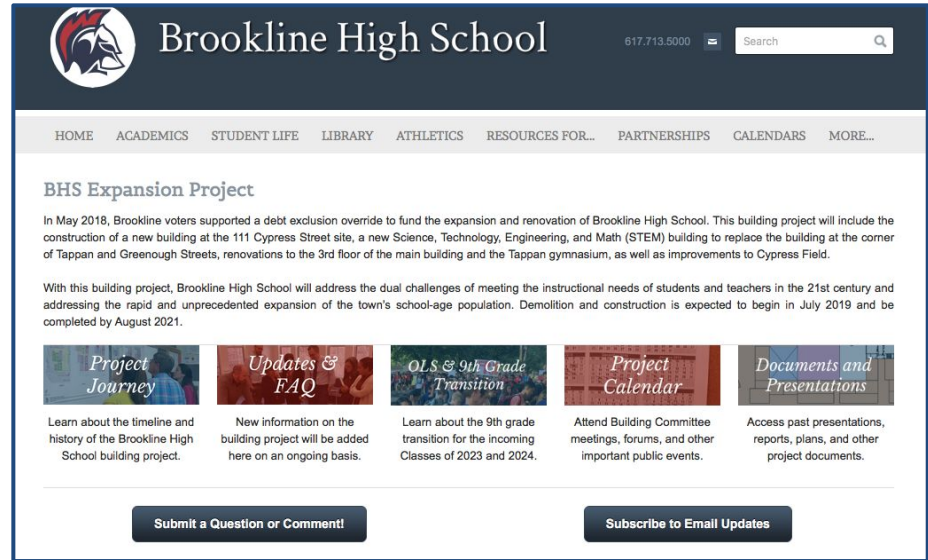 Brookline High School
617.713.5000
Search
HOME ACADEMICS STUDENT LIFE LIBRARY ATHLETICS RESOURCES FOR... PARTNERSHIPS CALENDARS MORE...
BHS Expansion Project
In May 2018, Brookline voters supported a debt exclusion override to fund the expansion and renovation of Brookline High School. This building project will include the
construction of a new building at the 111 Cypress Street site, a new Science, Technology, Engineering, and Math (STEM) building to replace the building at the corner
of Tappan and Greenough Streets, renovations to the 3rd floor of the main building and the Tappan gymnasium, as well as improvements to Cypress Field.
With this building project, Brookline High School will address the dual challenges of meeting the instructional needs of students and teachers in the 21st century and
addressing the rapid and unprecedented expansion of the town's school-age population. Demolition and construction is expected to begin in July 2019 and be
completed by August 2021.
Project
Journey
Learn about the timeline and
history of the Brookline High
School building project.
Updates &
FAQ
New information on the
building project will be added
here on an ongoing basis.
OLS & 9th Grade
Transition
Learn about the 9th grade
transition for the incoming
Classes of 2023 and 2024.
Project
Calendar
Attend Building Committee
meetings, forums, and other
important public events.
Documents and
Presentations
Access past presentations,
reports, plans, and other
project documents.
Submit a Question or Comment!
Subscribe to Email Updates